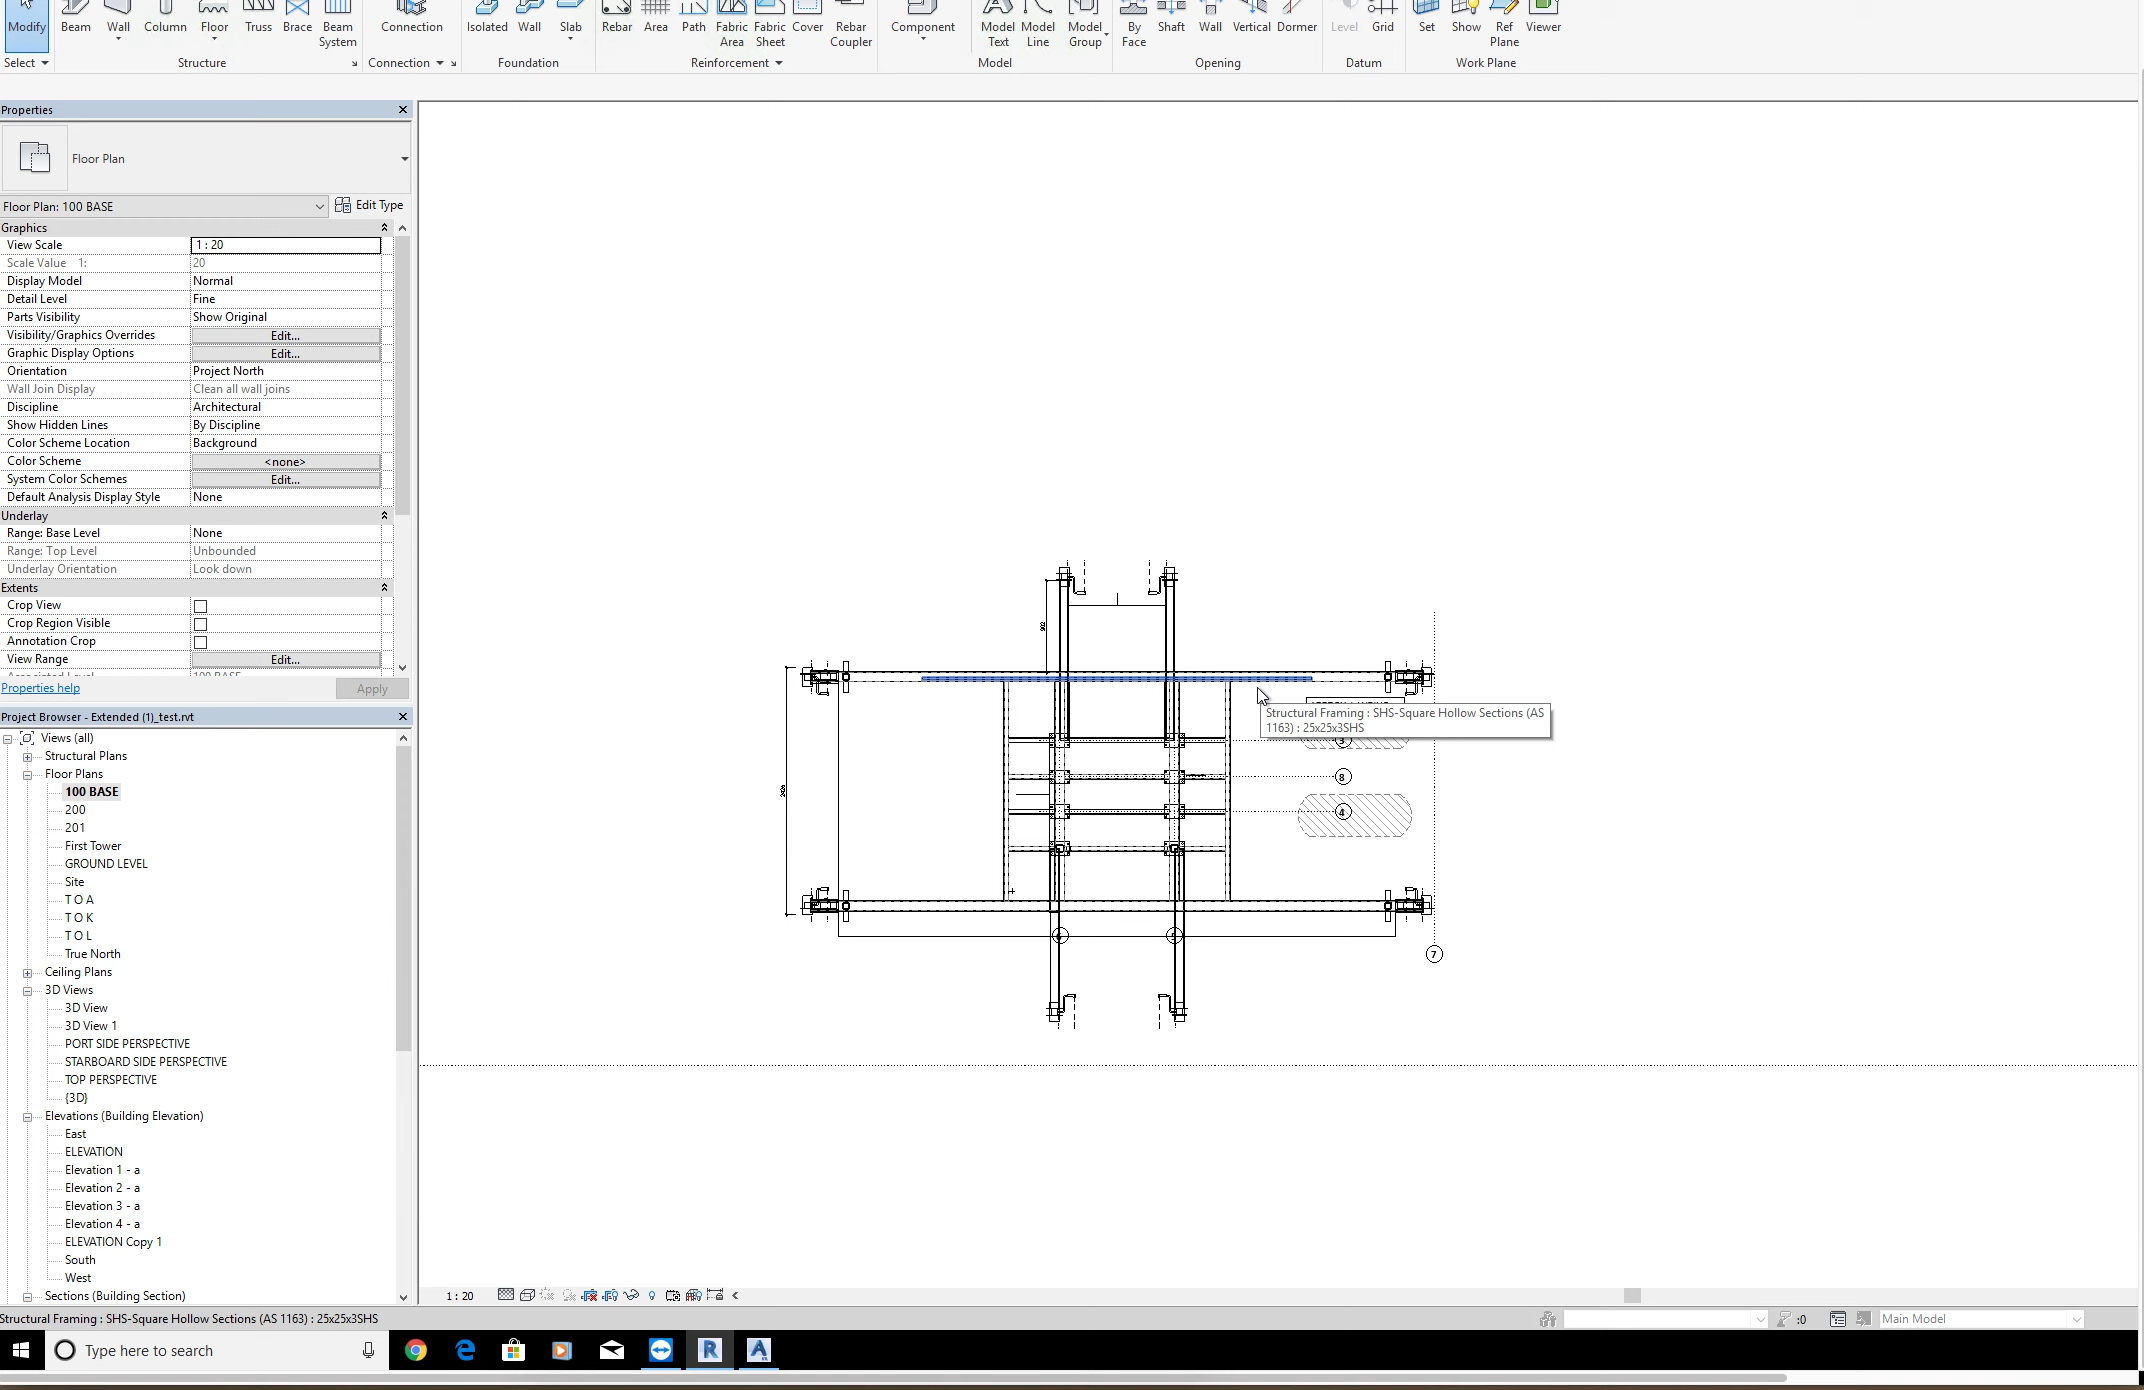 Modify Beam Wall Column Floor Truss Brace Beam System Connection Isolated Wall Slab Rebar Area Path Fabric Area Fabric Sheet Cover Rebar Coupler Component Model Text Model Line Model Group By Face Shaft Wall Vertical Dormer Level Grid Set Show Ref Plane Viewer
Select Structure Connection Foundation Reinforcement Model Opening Datum Work Plane
Properties
Floor Plan
Floor Plan: 100 BASE Edit Type
Graphics
View Scale 1 : 20
Scale Value 1: 20
Display Model Normal
Detail Level Fine
Parts Visibility Show Original
Visibility/Graphics Overrides Edit...
Graphic Display Options Edit...
Orientation Project North
Wall Join Display Clean all wall joins
Discipline Architectural
Show Hidden Lines By Discipline
Color Scheme Location Background
Color Scheme <none>
System Color Schemes Edit...
Default Analysis Display Style None
Underlay
Range: Base Level None
Range: Top Level Unbounded
Underlay Orientation Look down
Extents
Crop View
Crop Region Visible
Annotation Crop
View Range Edit...
Properties help Apply
Project Browser - Extended (1)_test.rvt
Views (all)
Structural Plans
Floor Plans
100 BASE
200
201
First Tower
GROUND LEVEL
Site
T O A
T O K
T O L
True North
Ceiling Plans
3D Views
3D View
3D View 1
PORT SIDE PERSPECTIVE
STARBOARD SIDE PERSPECTIVE
TOP PERSPECTIVE
{3D}
Elevations (Building Elevation)
East
ELEVATION
Elevation 1 - a
Elevation 2 - a
Elevation 3 - a
Elevation 4 - a
ELEVATION Copy 1
South
West
Sections (Building Section)
902
Structural Framing : SHS-Square Hollow Sections (AS
1163) : 25x25x3SHS
3
8
4
7
1 : 20
Structural Framing : SHS-Square Hollow Sections (AS 1163) : 25x25x3SHS
:0 Main Model
Type here to search